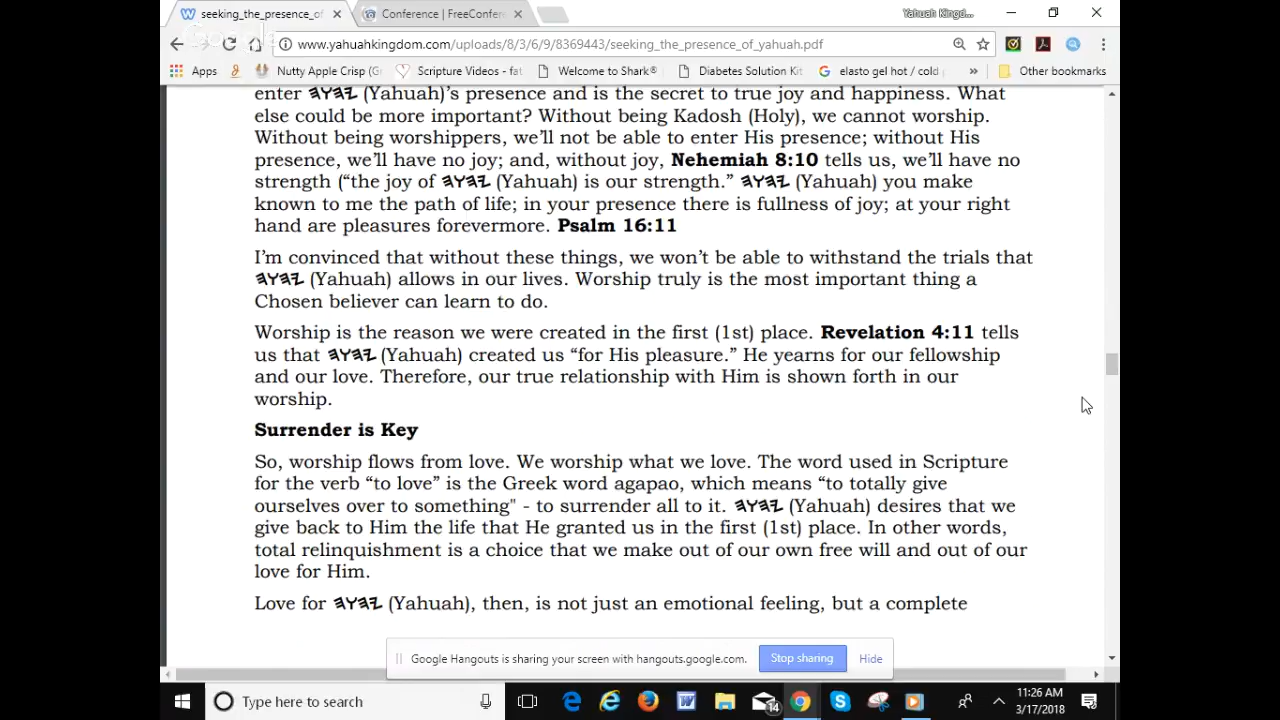 seeking_the_presence_of
Conference | FreeConfer
Yahuah Kingd...
www.yahuahkingdom.com/uploads/8/3/6/9/8369443/seeking_the_presence_of_yahuah.pdf
Apps Nutty Apple Crisp (G Scripture Videos - fat Welcome to Shark® Diabetes Solution Kit elasto gel hot / cold » Other bookmarks
enter 𐤉𐤄𐤅𐤄 (Yahuah)'s presence and is the secret to true joy and happiness. What
else could be more important? Without being Kadosh (Holy), we cannot worship.
Without being worshippers, we'll not be able to enter His presence; without His
presence, we'll have no joy; and, without joy, Nehemiah 8:10 tells us, we'll have no
strength ("the joy of 𐤉𐤄𐤅𐤄 (Yahuah) is our strength." 𐤉𐤄𐤅𐤄 (Yahuah) you make
known to me the path of life; in your presence there is fullness of joy; at your right
hand are pleasures forevermore. Psalm 16:11
I'm convinced that without these things, we won't be able to withstand the trials that
𐤉𐤄𐤅𐤄 (Yahuah) allows in our lives. Worship truly is the most important thing a
Chosen believer can learn to do.
Worship is the reason we were created in the first (1st) place. Revelation 4:11 tells
us that 𐤉𐤄𐤅𐤄 (Yahuah) created us "for His pleasure." He yearns for our fellowship
and our love. Therefore, our true relationship with Him is shown forth in our
worship.
Surrender is Key
So, worship flows from love. We worship what we love. The word used in Scripture
for the verb "to love" is the Greek word agapao, which means "to totally give
ourselves over to something" - to surrender all to it. 𐤉𐤄𐤅𐤄 (Yahuah) desires that we
give back to Him the life that He granted us in the first (1st) place. In other words,
total relinquishment is a choice that we make out of our own free will and out of our
love for Him.
Love for 𐤉𐤄𐤅𐤄 (Yahuah), then, is not just an emotional feeling, but a complete
Google Hangouts is sharing your screen with hangouts.google.com. Stop sharing Hide
Type here to search
14
11:26 AM
3/17/2018